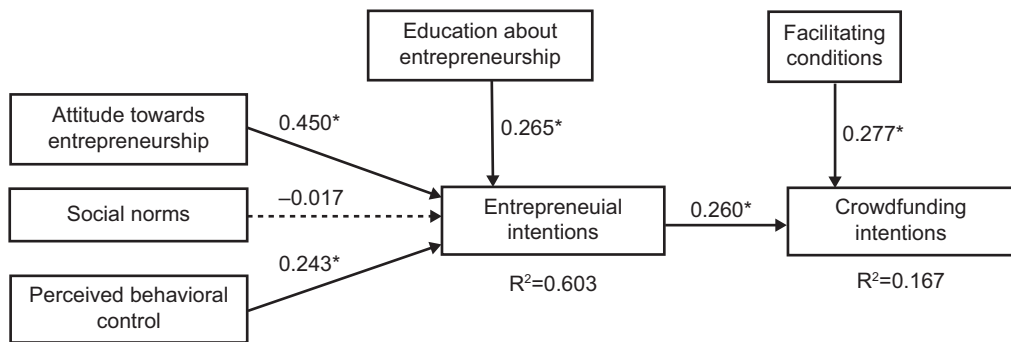 Education about
entrepreneurship
Facilitating
conditions
Attitude towards
entrepreneurship
0.450*
0.265*
0.277*
Social norms
–0.017
Entrepreneuial
intentions
0.260*
Crowdfunding
intentions
0.243*
R²=0.603
R²=0.167
Perceived behavioral
control